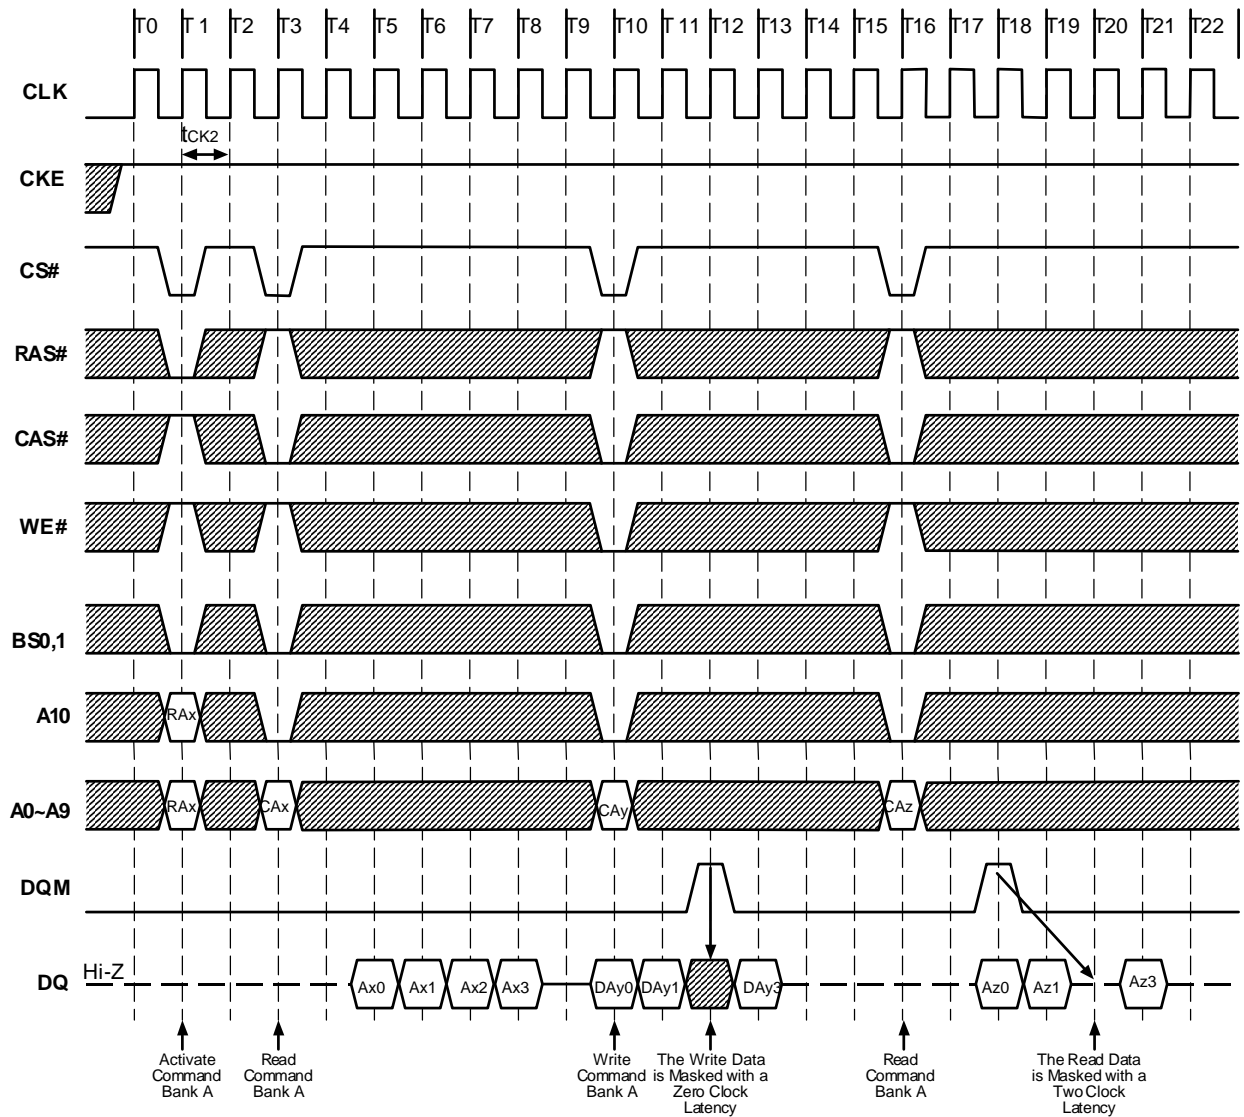 T0 T1 T2 T3 T4 T5 T6 T7 T8 T9 T10 T11 T12 T13 T14 T15 T16 T17 T18 T19 T20 T21 T22
CLK
tCK2
CKE
CS#
RAS#
CAS#
WE#
BS0,1
A10 RAx
A0~A9 RAx CAx CAy CAz
DQM
DQ Hi-Z Ax0 Ax1 Ax2 Ax3 DAy0 DAy1 DAy3 Az0 Az1 Az3
Activate
Command
Bank A
Read
Command
Bank A
Write
Command
Bank A
The Write Data
is Masked with a
Zero Clock
Latency
Read
Command
Bank A
The Read Data
is Masked with a
Two Clock
Latency